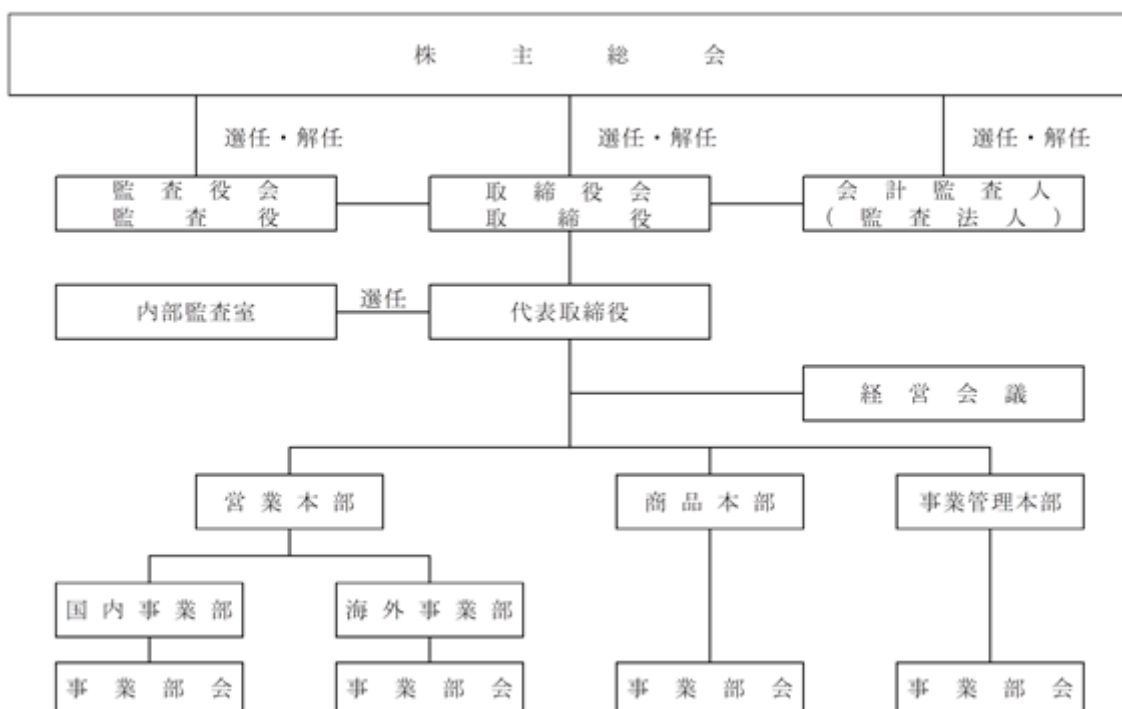 株主総会
選任・解任
選任・解任
選任・解任
監査役会
監査役
取締役会
取締役
会計監査人
(監査法人)
内部監査室
選任
代表取締役
経営会議
営業本部
商品本部
事業管理本部
国内事業部
海外事業部
事業部会
事業部会
事業部会
事業部会